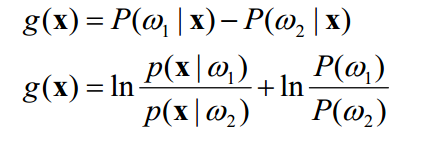 g(x) = P(ω₁ | x) − P(ω₂ | x)
g(x) = ln p(x | ω₁) / p(x | ω₂) + ln P(ω₁) / P(ω₂)